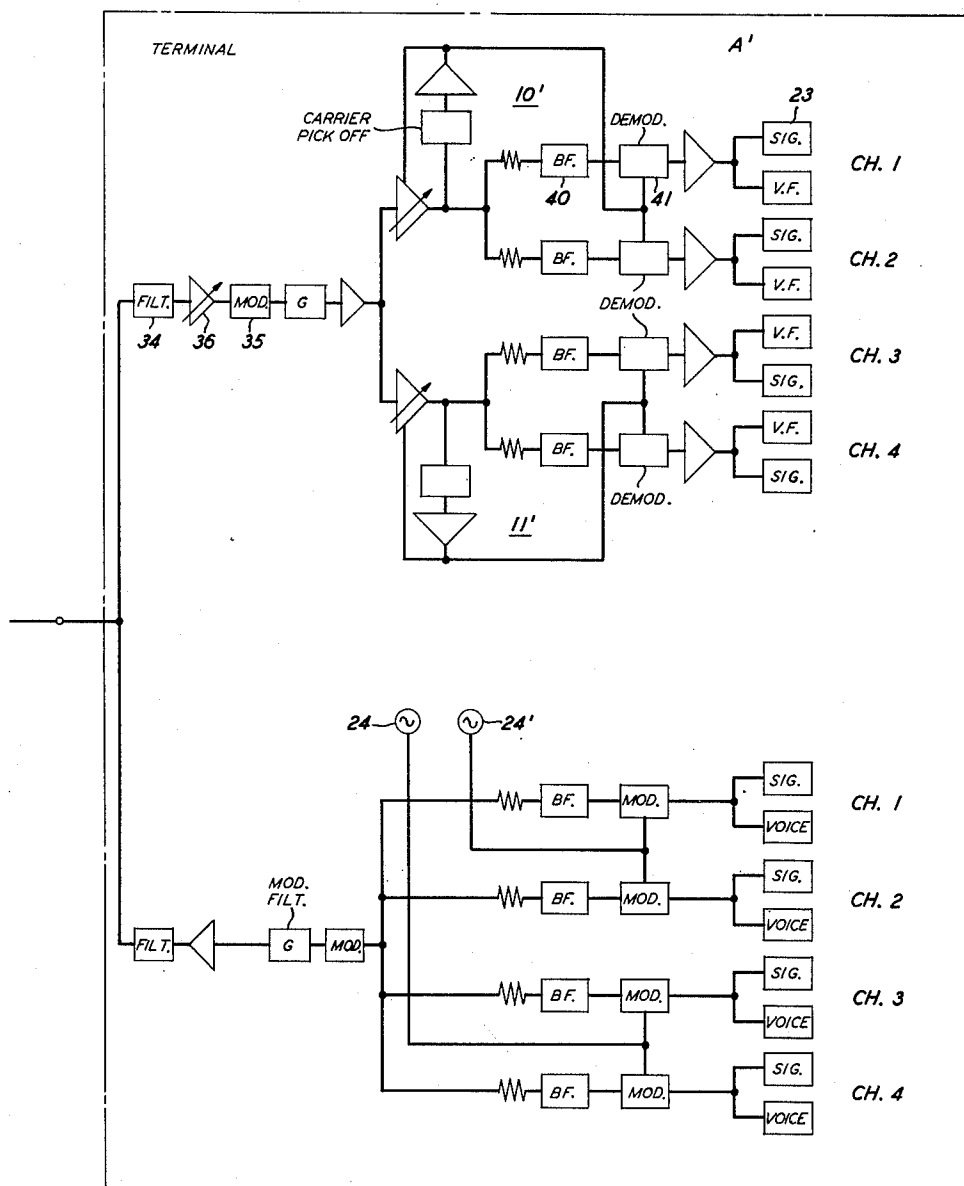 TERMINAL
A'
10'
CARRIER
PICK OFF
DEMOD.
23
SIG.
BF.
40
41
CH. 1
V.F.
SIG.
BF.
CH. 2
V.F.
DEMOD.
FILT.
34
36
MOD.
35
G
V.F.
BF.
CH. 3
SIG.
V.F.
BF.
CH. 4
DEMOD.
SIG.
11'
24
24'
SIG.
BF.
MOD.
CH. 1
VOICE
SIG.
BF.
MOD.
CH. 2
VOICE
MOD.
FILT.
FILT.
G
MOD.
SIG.
BF.
MOD.
CH. 3
VOICE
SIG.
BF.
MOD.
CH. 4
VOICE